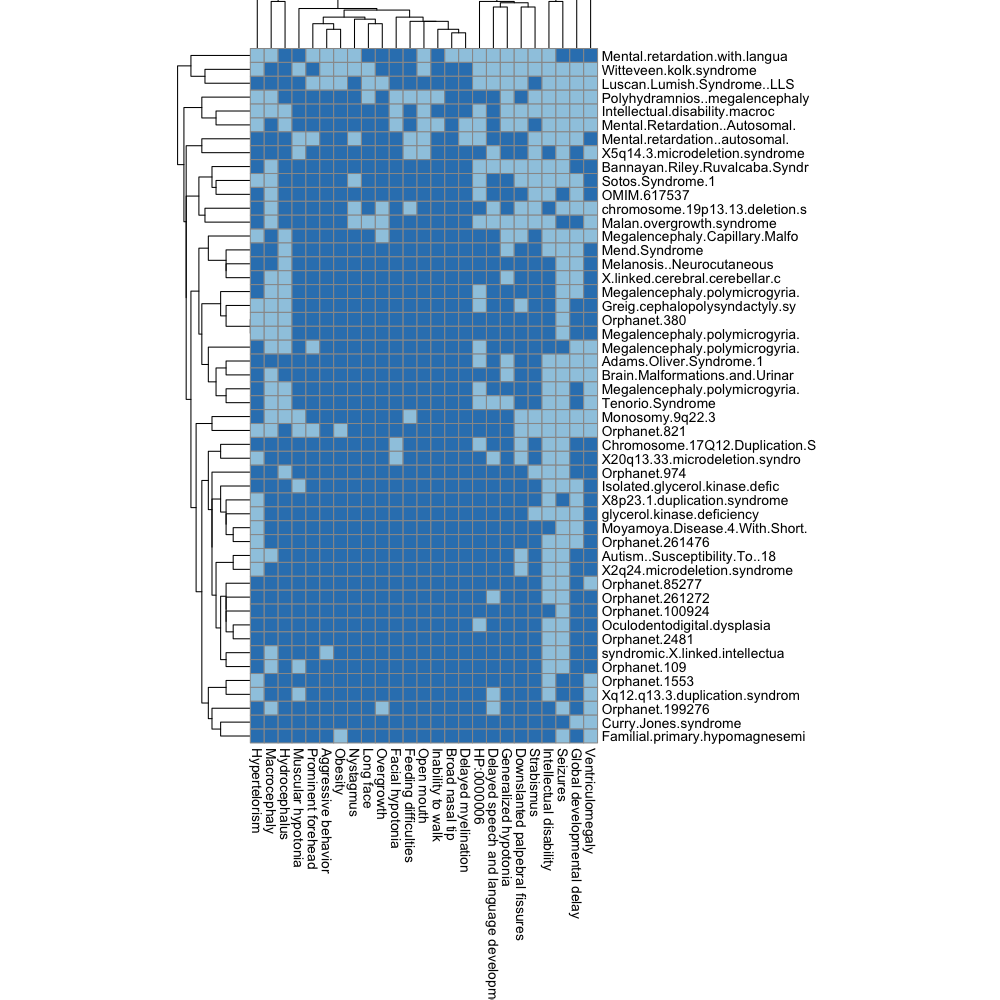 Mental.retardation.with.langua
Witteveen.kolk.syndrome
Luscan.Lumish.Syndrome..LLS
Polyhydramnios..megalencephaly
Intellectual.disability.macroc
Mental.Retardation..Autosomal.
Mental.retardation..autosomal.
X5q14.3.microdeletion.syndrome
Bannayan.Riley.Ruvalcaba.Syndr
Sotos.Syndrome.1
OMIM.617537
chromosome.19p13.13.deletion.s
Malan.overgrowth.syndrome
Megalencephaly.Capillary.Malfo
Mend.Syndrome
Melanosis..Neurocutaneous
X.linked.cerebral.cerebellar.c
Megalencephaly.polymicrogyria.
Greig.cephalopolysyndactyly.sy
Orphanet.380
Megalencephaly.polymicrogyria.
Megalencephaly.polymicrogyria.
Adams.Oliver.Syndrome.1
Brain.Malformations.and.Urinar
Megalencephaly.polymicrogyria.
Tenorio.Syndrome
Monosomy.9q22.3
Orphanet.821
Chromosome.17Q12.Duplication.S
X20q13.33.microdeletion.syndro
Orphanet.974
Isolated.glycerol.kinase.defic
X8p23.1.duplication.syndrome
glycerol.kinase.deficiency
Moyamoya.Disease.4.With.Short.
Orphanet.261476
Autism..Susceptibility.To..18
X2q24.microdeletion.syndrome
Orphanet.85277
Orphanet.261272
Orphanet.100924
Oculodentodigital.dysplasia
Orphanet.2481
syndromic.X.linked.intellectua
Orphanet.109
Orphanet.1553
Xq12.q13.3.duplication.syndrom
Orphanet.199276
Curry.Jones.syndrome
Familial.primary.hypomagnesemi
Hypertelorism
Macrocephaly
Hydrocephalus
Muscular hypotonia
Prominent forehead
Aggressive behavior
Obesity
Nystagmus
Long face
Overgrowth
Facial hypotonia
Feeding difficulties
Open mouth
Inability to walk
Broad nasal tip
Delayed myelination
HP:0000006
Delayed speech and language developm
Generalized hypotonia
Downslanted palpebral fissures
Strabismus
Intellectual disability
Seizures
Global developmental delay
Ventriculomegaly